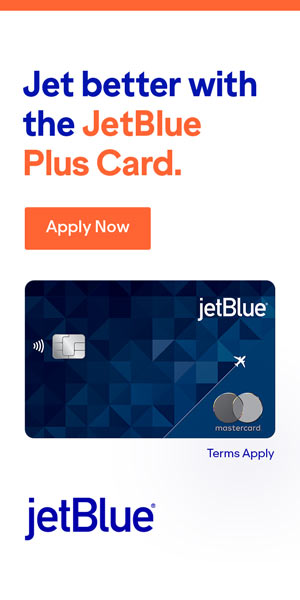 Jet better with
the JetBlue
Plus Card.
Apply Now
jetBlue®
mastercard
Terms Apply
jetBlue®